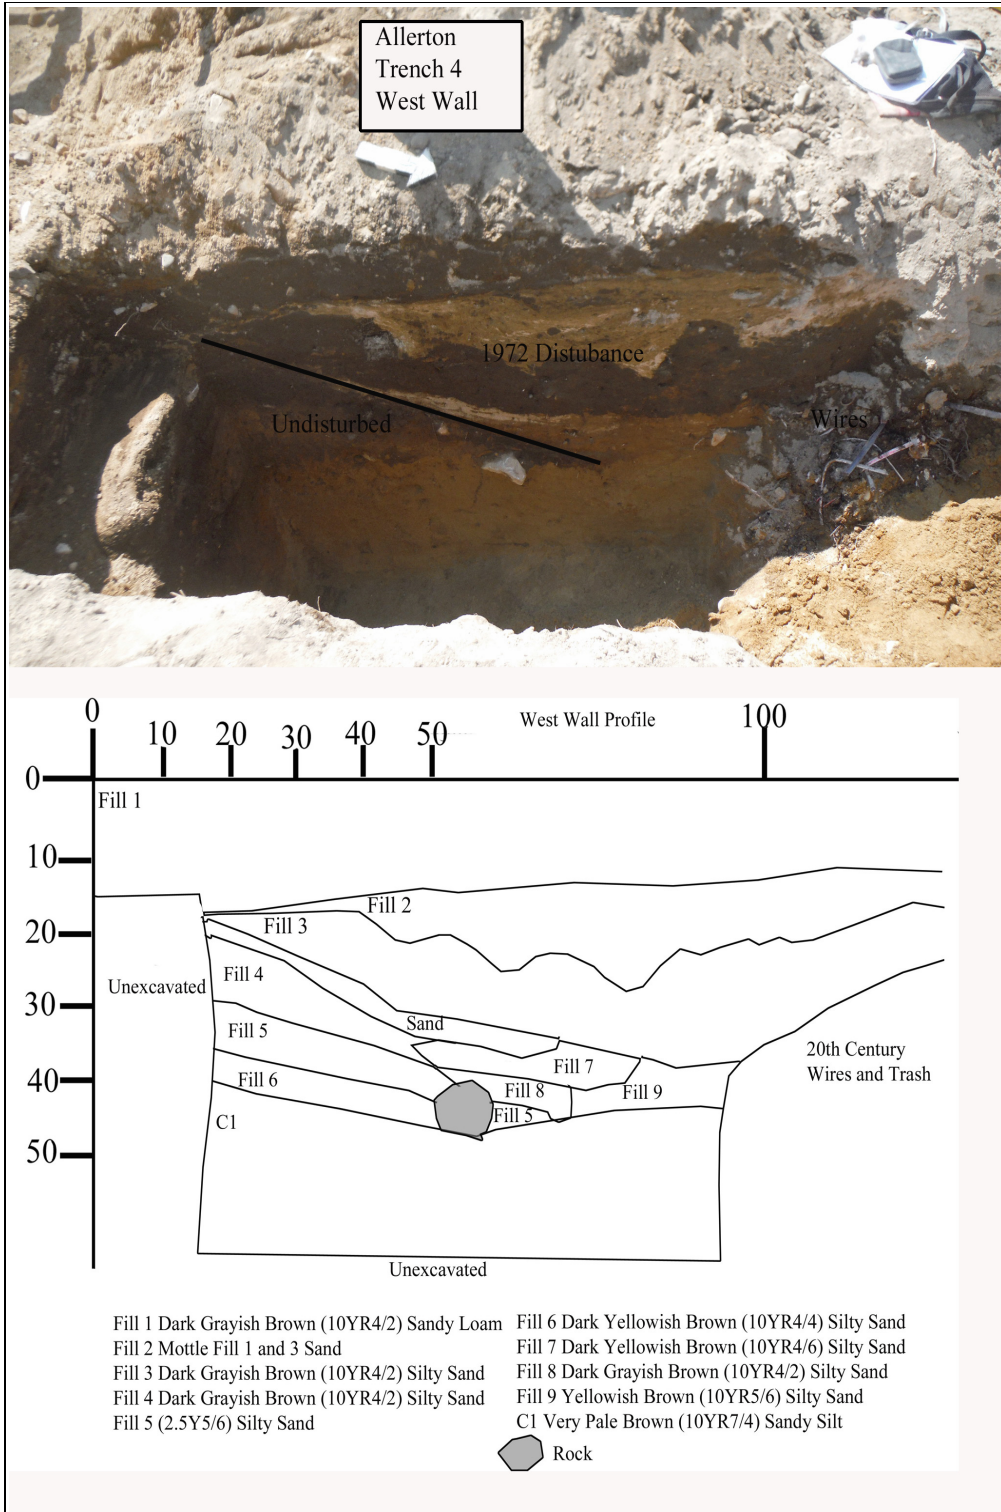 Allerton
Trench 4
West Wall
1972 Distubance
Undisturbed
Wires
0
10
20
30
40
50
West Wall Profile
100
0
Fill 1
10
Fill 2
20
Fill 3
Fill 4
Unexcavated
30
Sand
Fill 5
Fill 7
20th Century
Wires and Trash
40
Fill 6
Fill 8
Fill 9
C1
Fill 5
50
Unexcavated
Fill 1 Dark Grayish Brown (10YR4/2) Sandy Loam
Fill 2 Mottle Fill 1 and 3 Sand
Fill 3 Dark Grayish Brown (10YR4/2) Silty Sand
Fill 4 Dark Grayish Brown (10YR4/2) Silty Sand
Fill 5 (2.5Y5/6) Silty Sand
Fill 6 Dark Yellowish Brown (10YR4/4) Silty Sand
Fill 7 Dark Yellowish Brown (10YR4/6) Silty Sand
Fill 8 Dark Grayish Brown (10YR4/2) Silty Sand
Fill 9 Yellowish Brown (10YR5/6) Silty Sand
C1 Very Pale Brown (10YR7/4) Sandy Silt
Rock